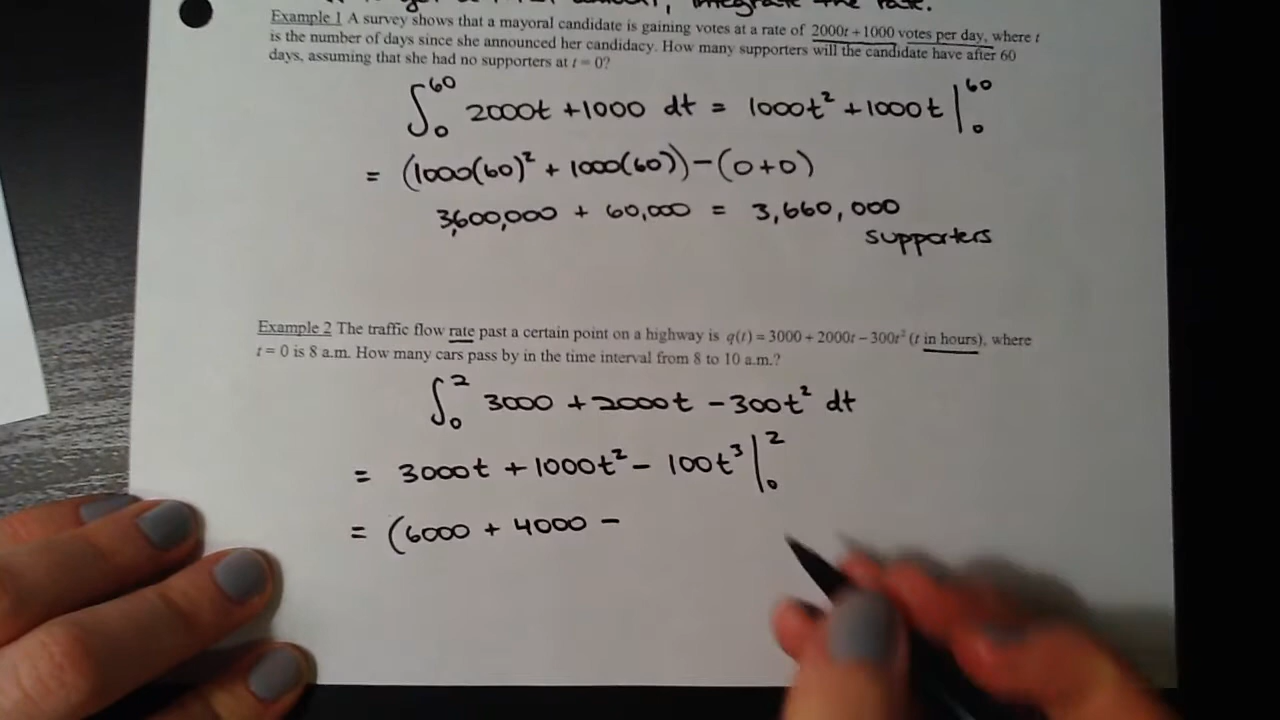 integrate the rate.
Example 1 A survey shows that a mayoral candidate is gaining votes at a rate of 2000t + 1000 votes per day, where t
is the number of days since she announced her candidacy. How many supporters will the candidate have after 60
days, assuming that she had no supporters at t = 0?
∫₀⁶⁰ 2000t + 1000 dt = 1000t² + 1000t |₀⁶⁰
= (1000(60)² + 1000(60)) - (0+0)
3,600,000 + 60,000 = 3,660,000
supporters
Example 2 The traffic flow rate past a certain point on a highway is q(t) = 3000 + 2000t − 300t² (t in hours), where
t = 0 is 8 a.m. How many cars pass by in the time interval from 8 to 10 a.m.?
∫₀² 3000 + 2000t - 300t² dt
= 3000t + 1000t² - 100t³ |₀²
= (6000 + 4000 -